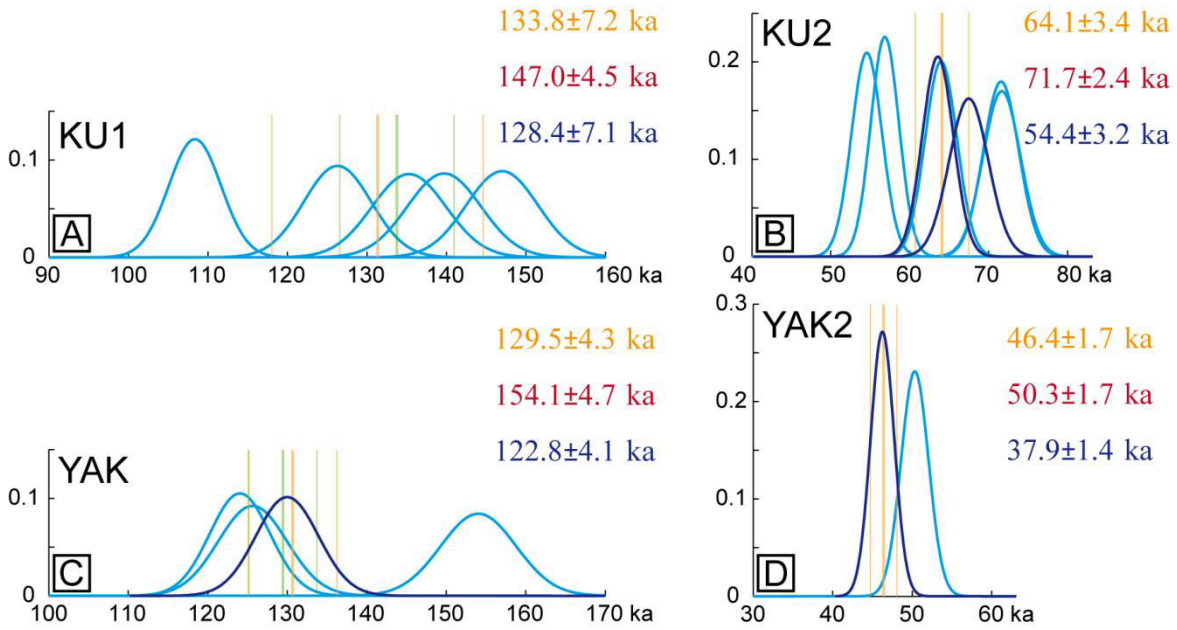 133.8±7.2 ka
147.0±4.5 ka
128.4±7.1 ka
KU1
0.1
0
A
90 100 110 120 130 140 150 160 ka
64.1±3.4 ka
71.7±2.4 ka
54.4±3.2 ka
KU2
0.2
0.1
0
B
40 50 60 70 80 ka
129.5±4.3 ka
154.1±4.7 ka
122.8±4.1 ka
YAK
0.1
0
C
100 110 120 130 140 150 160 170 ka
46.4±1.7 ka
50.3±1.7 ka
37.9±1.4 ka
YAK2
0.3
0.2
0.1
0
D
30 40 50 60 ka